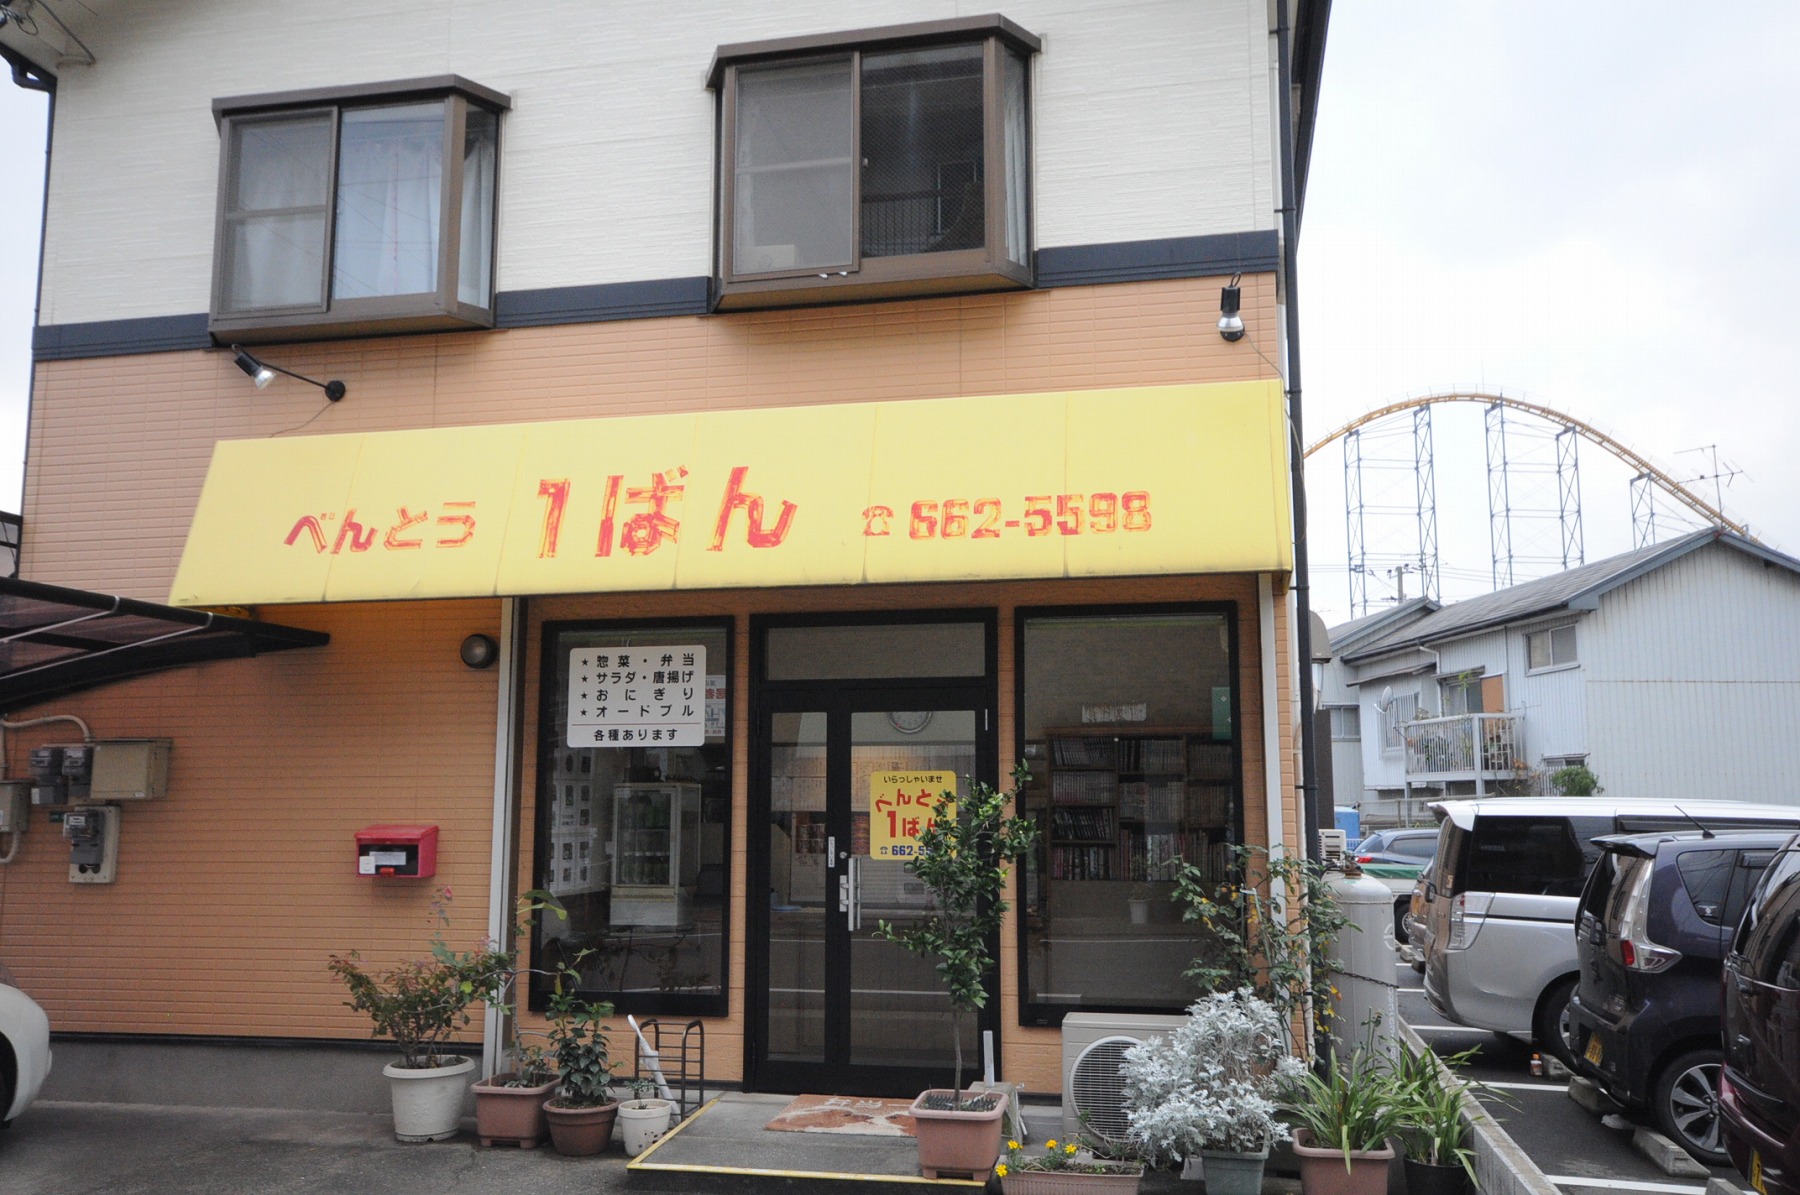 べんとう 1ばん ☎662-5598
★惣菜・弁当
★サラダ・唐揚げ
★おにぎり
★オードブル
各種あります
いらっしゃいませ
べんとう
1ばん